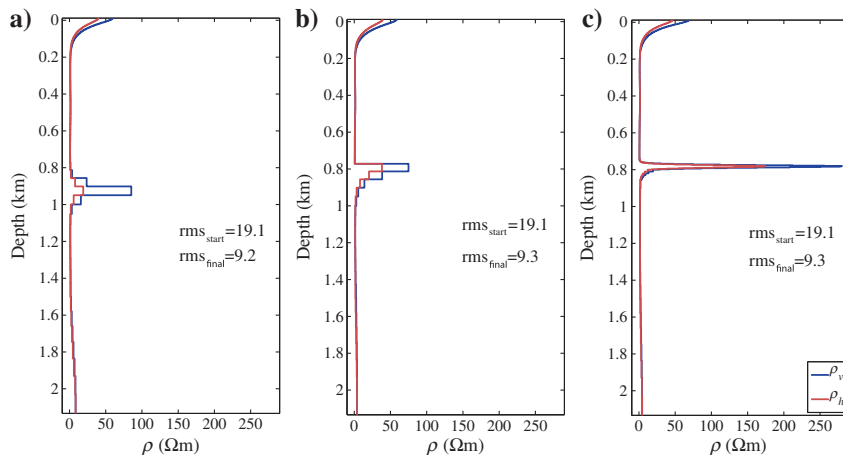 a)
0
0.2
0.4
0.6
0.8
1
1.2
1.4
1.6
1.8
2
Depth (km)
rms_start=19.1
rms_final=9.2
0 50 100 150 200 250
ρ (Ωm)
b)
0
0.2
0.4
0.6
0.8
1
1.2
1.4
1.6
1.8
2
Depth (km)
rms_start=19.1
rms_final=9.3
0 50 100 150 200 250
ρ (Ωm)
c)
0
0.2
0.4
0.6
0.8
1
1.2
1.4
1.6
1.8
2
Depth (km)
rms_start=19.1
rms_final=9.3
ρ_v
ρ_h
0 50 100 150 200 250
ρ (Ωm)